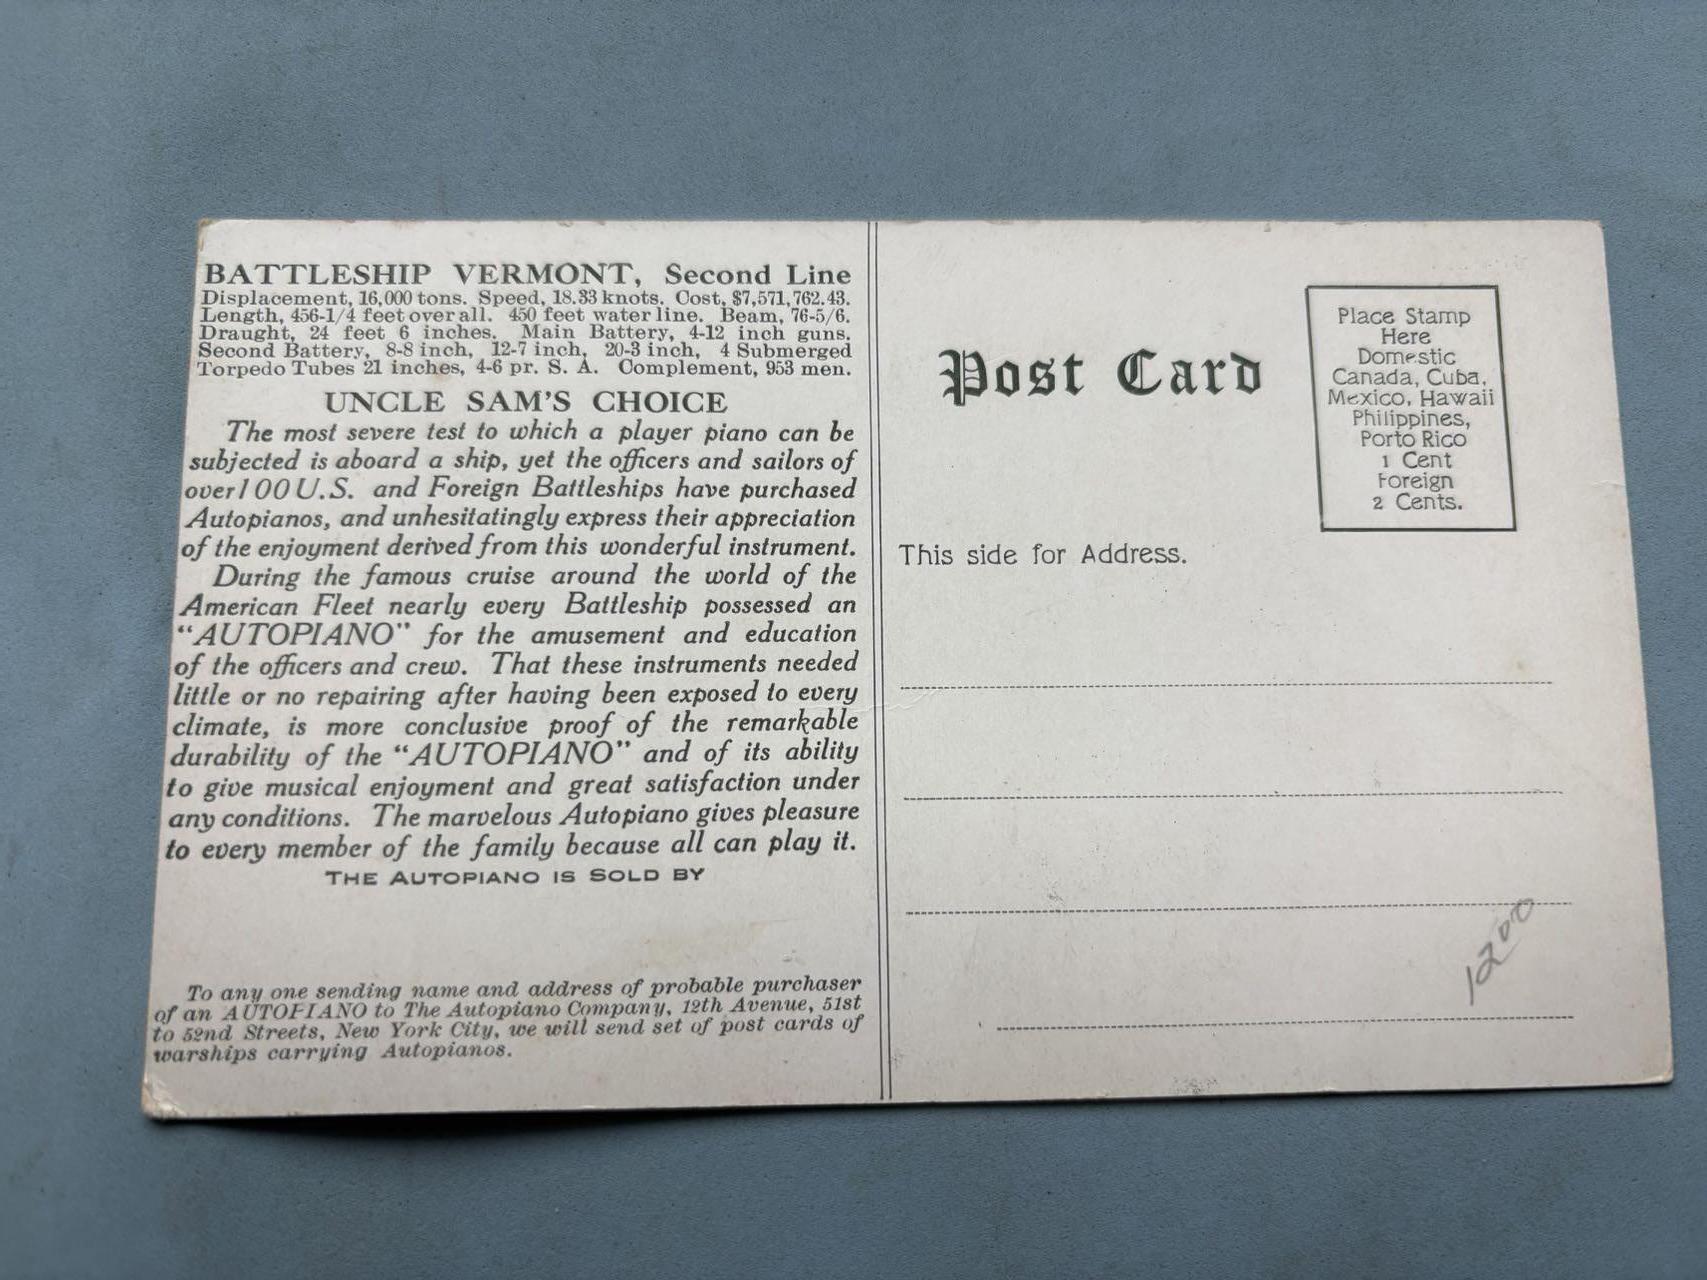 BATTLESHIP VERMONT, Second Line
Displacement, 16,000 tons. Speed, 18.33 knots. Cost, $7,571,762.43.
Length, 456-1/4 feet over all. 450 feet water line. Beam, 76-5/6.
Draught, 24 feet 6 inches. Main Battery, 4-12 inch guns.
Second Battery, 8-8 inch, 12-7 inch, 20-3 inch, 4 Submerged
Torpedo Tubes 21 inches, 4-6 pr. S. A. Complement, 953 men.
UNCLE SAM'S CHOICE
The most severe test to which a player piano can be
subjected is aboard a ship, yet the officers and sailors of
over 100 U.S. and Foreign Battleships have purchased
Autopianos, and unhesitatingly express their appreciation
of the enjoyment derived from this wonderful instrument.
During the famous cruise around the world of the
American Fleet nearly every Battleship possessed an
"AUTOPIANO" for the amusement and education
of the officers and crew. That these instruments needed
little or no repairing after having been exposed to every
climate, is more conclusive proof of the remarkable
durability of the "AUTOPIANO" and of its ability
to give musical enjoyment and great satisfaction under
any conditions. The marvelous Autopiano gives pleasure
to every member of the family because all can play it.
THE AUTOPIANO IS SOLD BY
To any one sending name and address of probable purchaser
of an AUTOPIANO to The Autopiano Company, 12th Avenue, 51st
to 52nd Streets, New York City, we will send set of post cards of
warships carrying Autopianos.
Post Card
Place Stamp
Here
Domestic
Canada, Cuba,
Mexico, Hawaii
Philippines,
Porto Rico
1 Cent
Foreign
2 Cents.
This side for Address.
1200